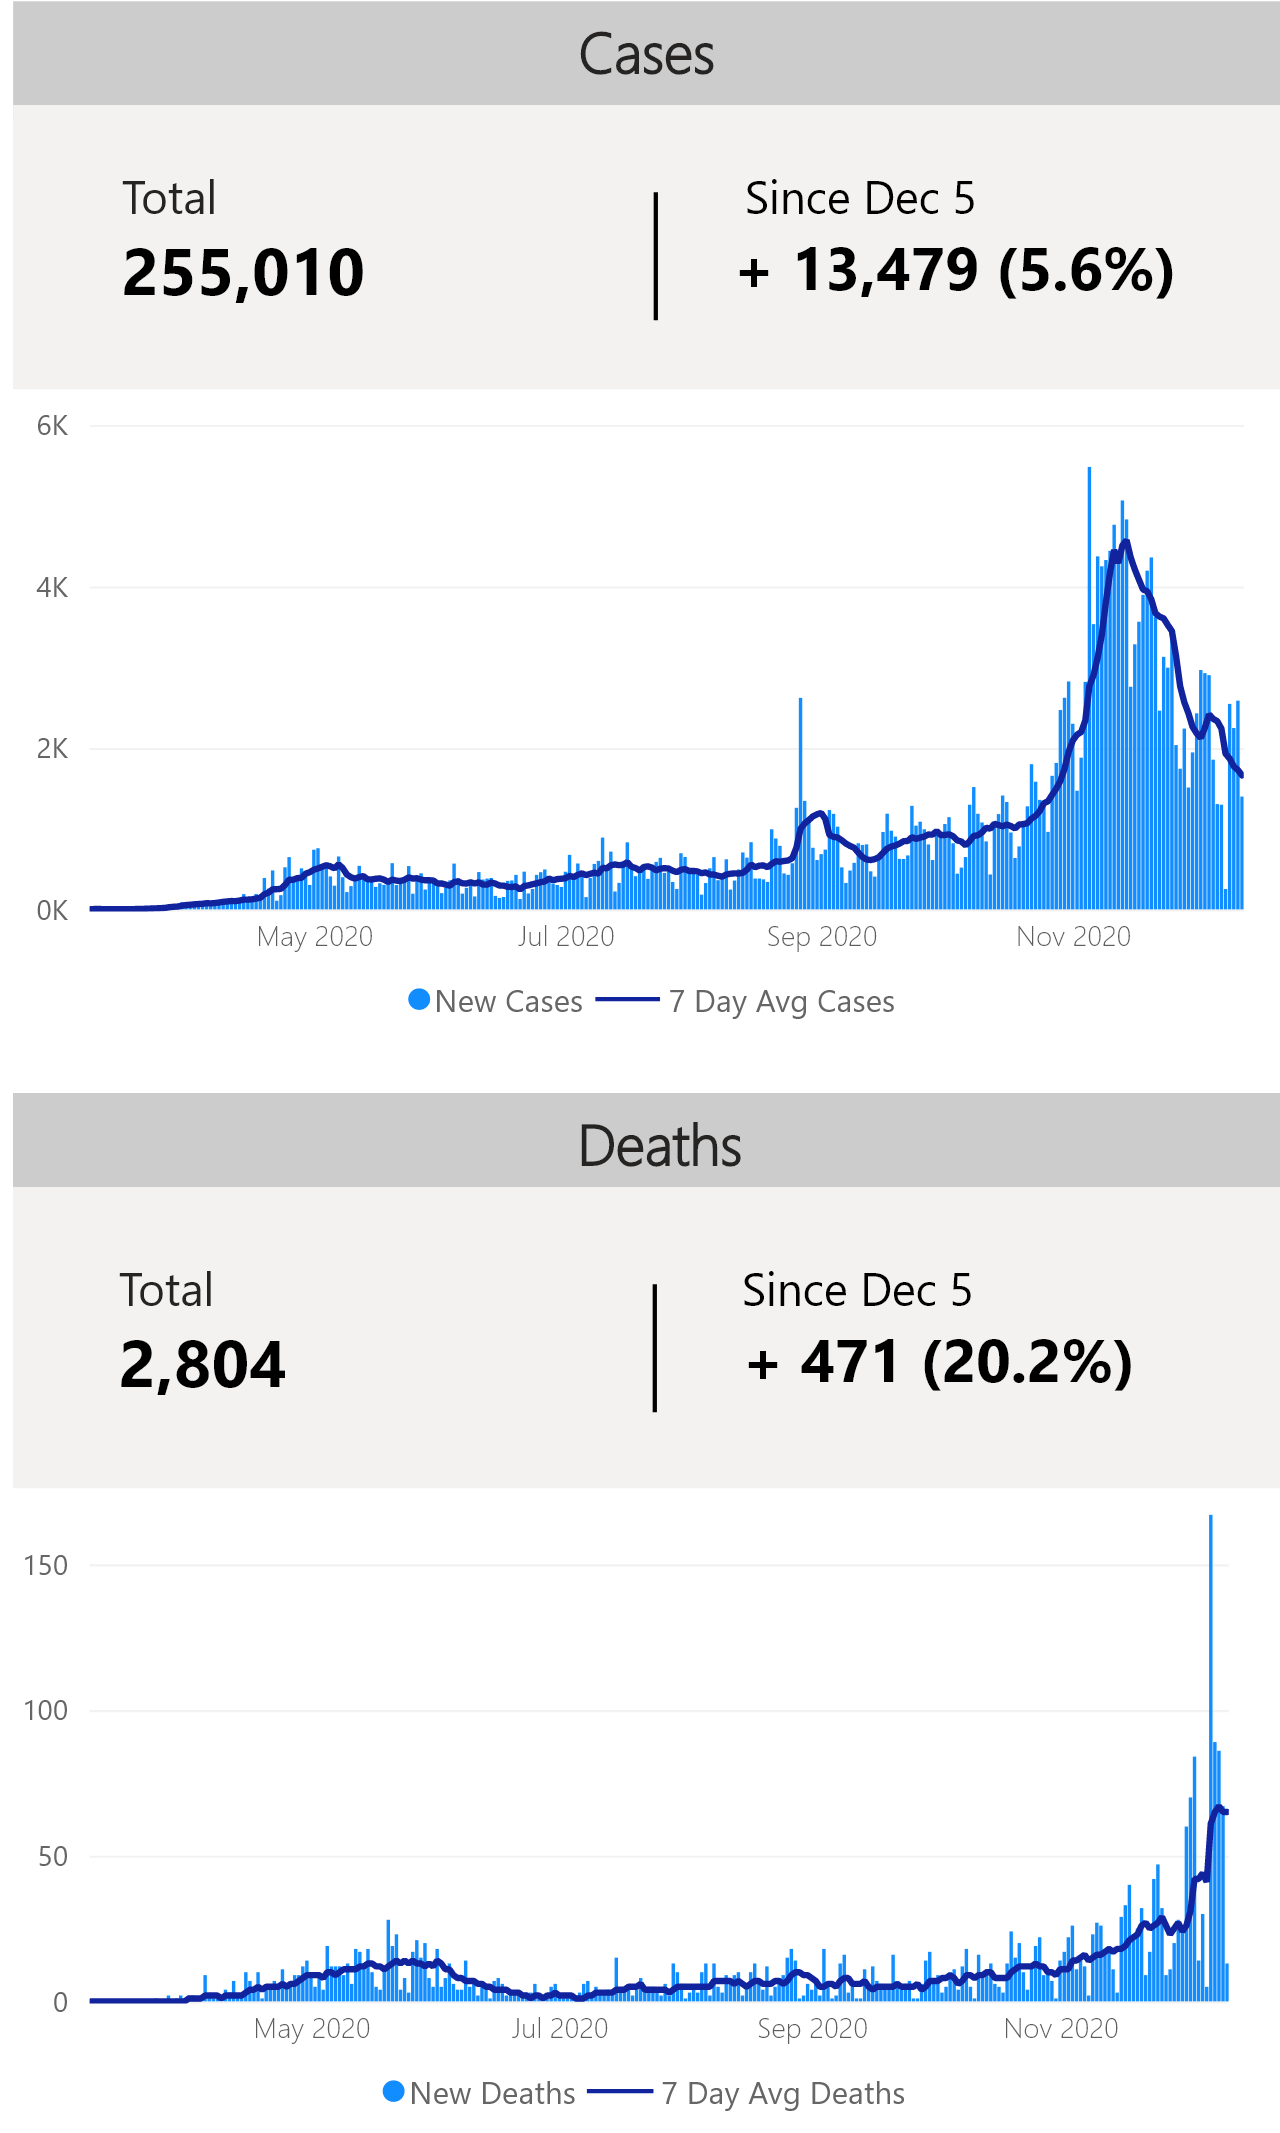 Cases
Total
Since Dec 5
255,010
+ 13,479 (5.6%)
6K
4K
2K
0K
May 2020
Jul 2020
Sep 2020
Nov 2020
New Cases
7 Day Avg Cases
Deaths
Total
Since Dec 5
2,804
+ 471 (20.2%)
150
100
50
0
May 2020
Jul 2020
Sep 2020
Nov 2020
New Deaths
7 Day Avg Deaths